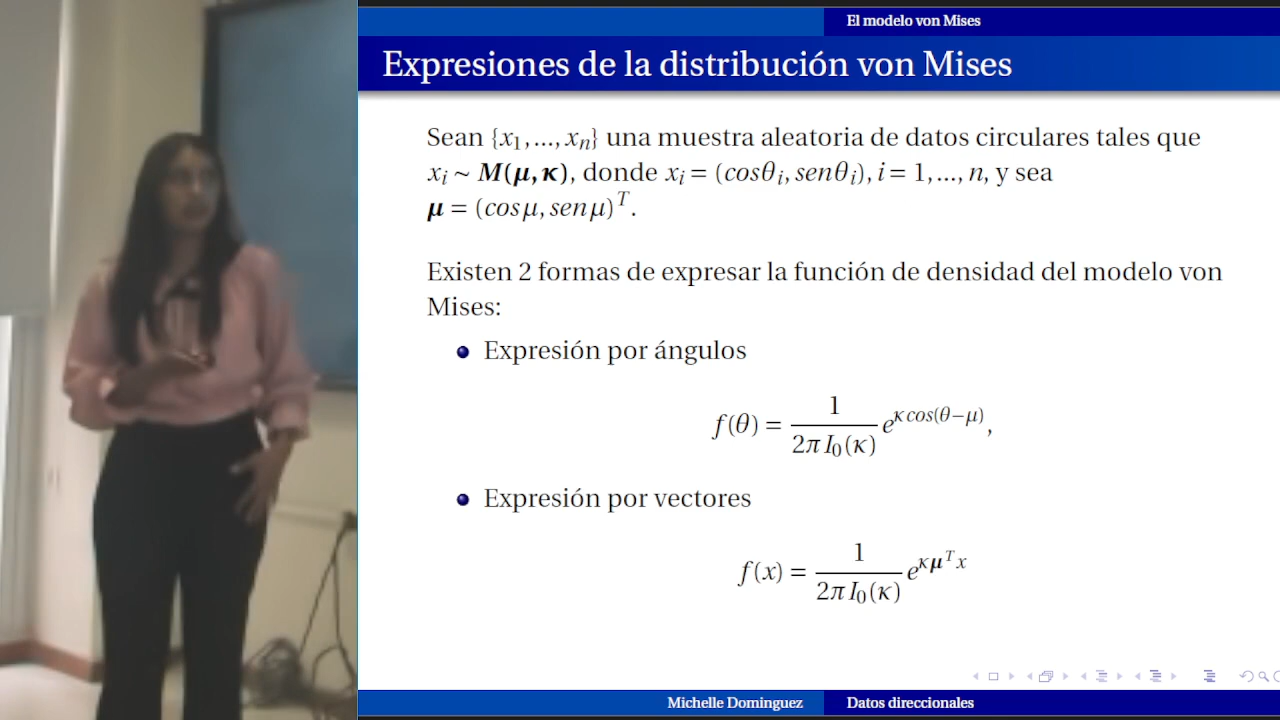 El modelo von Mises
Expresiones de la distribución von Mises
Sean {x₁,...,xₙ} una muestra aleatoria de datos circulares tales que
xᵢ ~ M(μ,κ), donde xᵢ = (cosθᵢ, senθᵢ), i = 1,...,n, y sea
μ = (cosμ, senμ)ᵀ.
Existen 2 formas de expresar la función de densidad del modelo von
Mises:
Expresión por ángulos
f(θ) = 1/(2πI₀(κ)) e^{κcos(θ−μ)},
Expresión por vectores
f(x) = 1/(2πI₀(κ)) e^{κμᵀx}
Michelle Dominguez
Datos direccionales